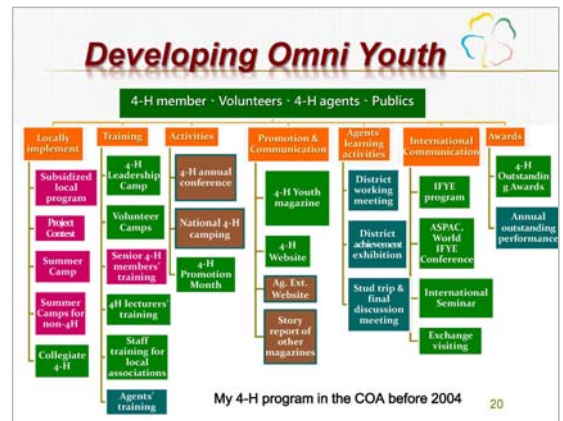 Developing Omni Youth
4-H member · Volunteers · 4-H agents · Publics
Locally
implement
Subsidized
local
program
Project
Contest
Summer
Camp
Summer
Camps for
non-4H
Collegiate
4-H
Training
4-H
Leadership
Camp
Volunteer
Camps
Senior 4-H
members'
training
4H lecturers'
training
Staff
training for
local
associations
Agents'
training
Activities
4-H annual
conference
National 4-H
camping
4-H
Promotion
Month
Promotion &
Communication
4-H Youth
magazine
4-H
Website
Ag. Ext.
Website
Story
report of
other
magazines
Agents'
learning
activities
District
working
meeting
District
achievement
exhibition
Stud trip &
final
discussion
meeting
International
Communication
IFYE
program
ASPAC,
World
IFYE
Conference
International
Seminar
Exchange
visiting
Awards
4-H
Outstandin
g Awards
Annual
outstanding
performance
My 4-H program in the COA before 2004
20